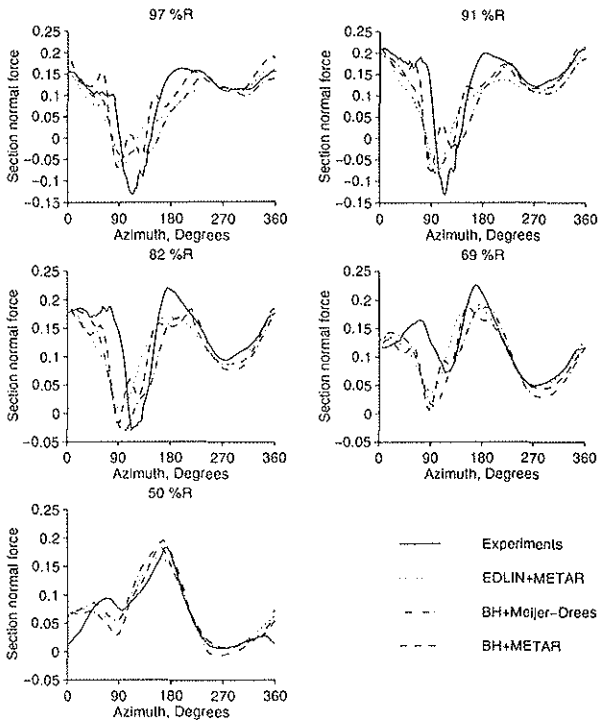 97 %R
91 %R
Section normal force
0.25
0.2
0.15
0.1
0.05
0
−0.05
−0.1
−0.15
0 90 180 270 360
Azimuth, Degrees
Section normal force
0.25
0.2
0.15
0.1
0.05
0
−0.05
−0.1
−0.15
0 90 180 270 360
Azimuth, Degrees
82 %R
69 %R
Section normal force
0.25
0.2
0.15
0.1
0.05
0
−0.05
0 90 180 270 360
Azimuth, Degrees
Section normal force
0.25
0.2
0.15
0.1
0.05
0
−0.05
0 90 180 270 360
Azimuth, Degrees
50 %R
Section normal force
0.25
0.2
0.15
0.1
0.05
0
−0.05
0 90 180 270 360
Azimuth, Degrees
Experiments
EDLIN+METAR
BH+Meijer−Drees
BH+METAR